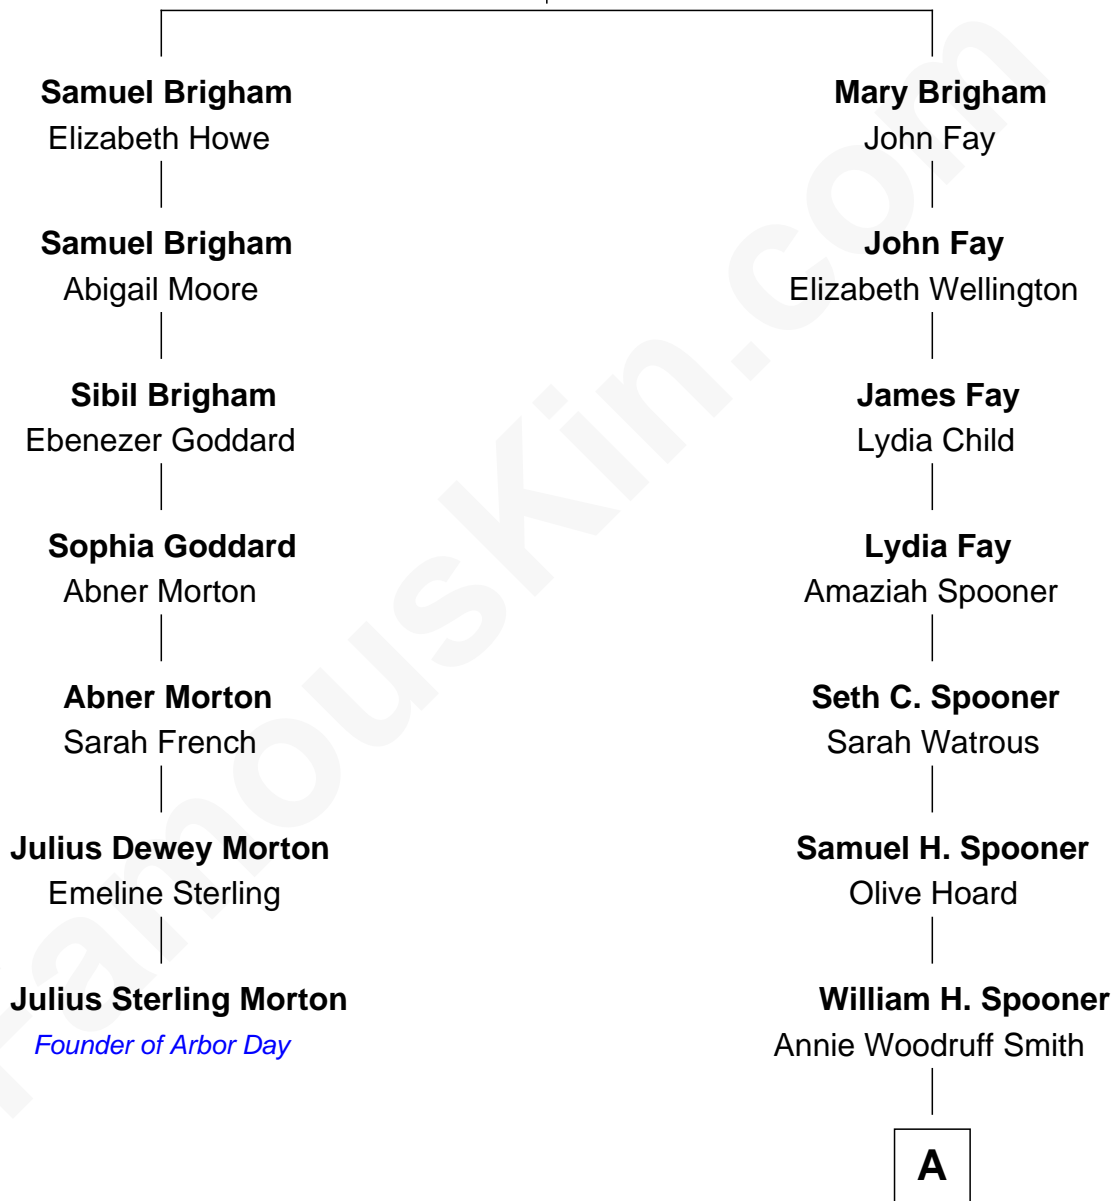 Samuel Brigham
Elizabeth Howe
Samuel Brigham
Abigail Moore
Sibil Brigham
Ebenezer Goddard
Sophia Goddard
Abner Morton
Abner Morton
Sarah French
Julius Dewey Morton
Emeline Sterling
Julius Sterling Morton
Founder of Arbor Day
Mary Brigham
John Fay
John Fay
Elizabeth Wellington
James Fay
Lydia Child
Lydia Fay
Amaziah Spooner
Seth C. Spooner
Sarah Watrous
Samuel H. Spooner
Olive Hoard
William H. Spooner
Annie Woodruff Smith
A
FamousKin.com